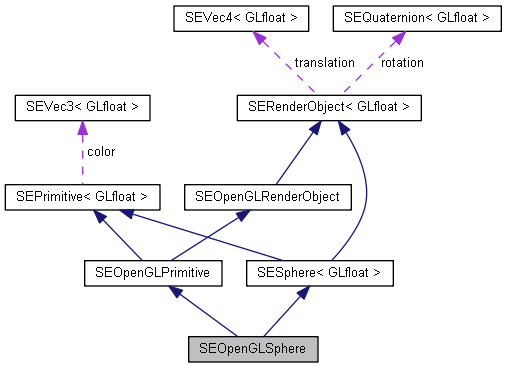 SEVec4< GLfloat >
SEQuaternion< GLfloat >
translation
rotation
SEVec3< GLfloat >
SERenderObject< GLfloat >
color
SEPrimitive< GLfloat >
SEOpenGLRenderObject
SEOpenGLPrimitive
SESphere< GLfloat >
SEOpenGLSphere